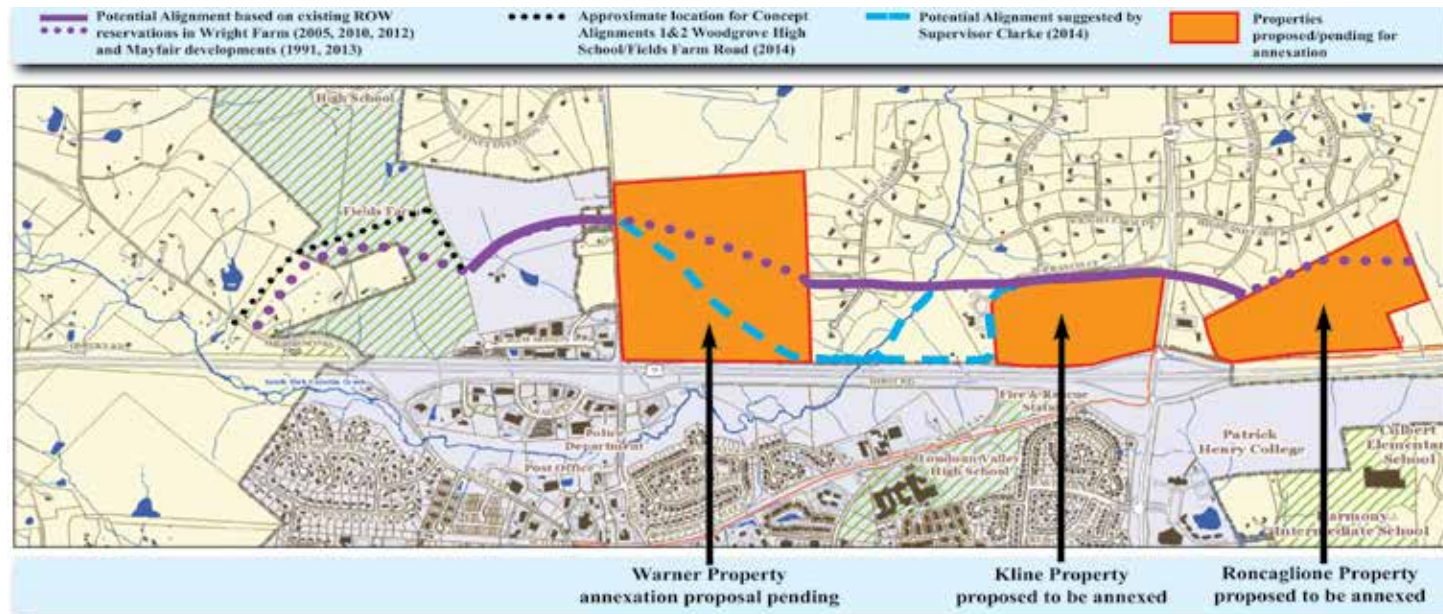 Potential Alignment based on existing ROW
reservations in Wright Farm (2005, 2010, 2012)
and Mayfair developments (1991, 2013)
Approximate location for Concept
Alignments 1&2 Woodgrove High
School/Fields Farm Road (2014)
Potential Alignment suggested by
Supervisor Clarke (2014)
Properties
proposed/pending for
annexation
High School
Fields Farm
Fire & Rescue
Station
Police
Department
Post Office
Loudoun Valley
High School
Patrick
Henry College
Colbert
Elementary
School
Harmony
Intermediate School
Warner Property
annexation proposal pending
Kline Property
proposed to be annexed
Roncaglione Property
proposed to be annexed